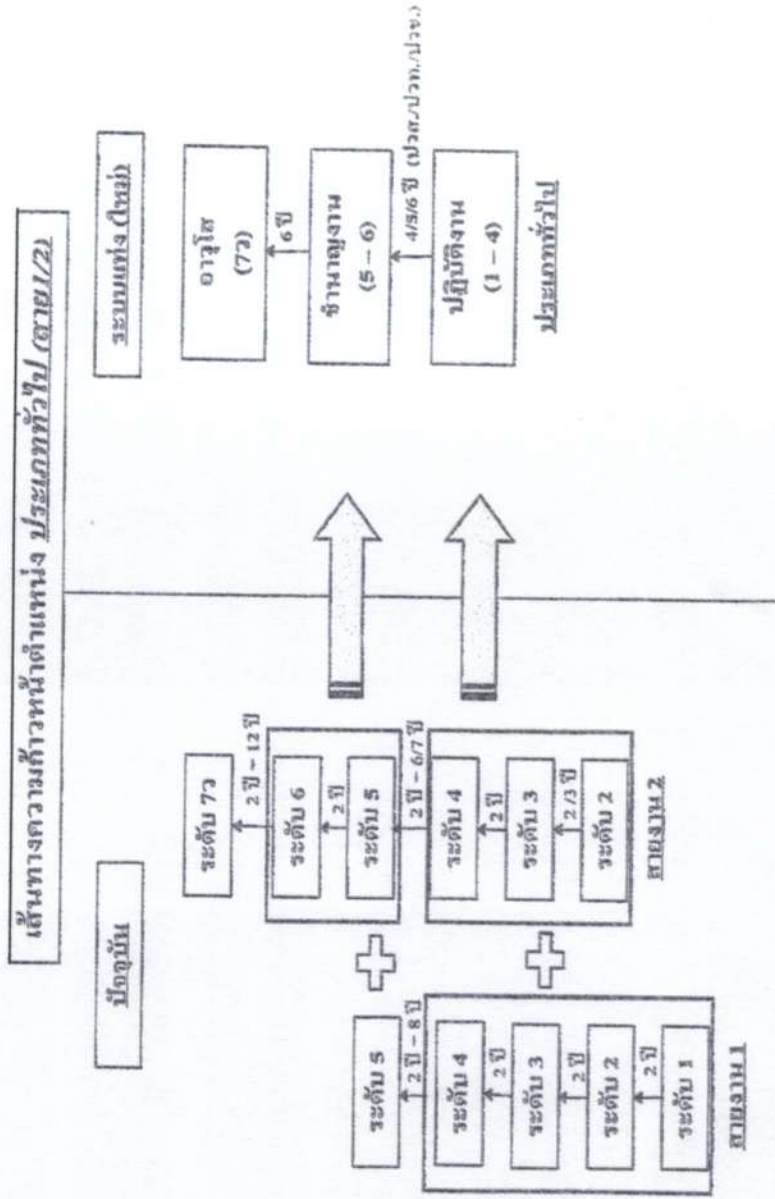 เส้นทางความก้าวหน้าตำแหน่ง ประเภททั่วไป (สาย 1/2)
ปัจจุบัน
ระบบแท่ง (ใหม่)
ระดับ 5
2 ปี – 8 ปี
ระดับ 4
2 ปี
ระดับ 3
2 ปี
ระดับ 2
2 ปี
ระดับ 1
สายงาน 1
ระดับ 7ว
2 ปี – 12 ปี
ระดับ 6
2 ปี
ระดับ 5
2 ปี – 6/7 ปี
ระดับ 4
2 ปี
ระดับ 3
2/3 ปี
ระดับ 2
สายงาน 2
อาวุโส
(7ว)
6 ปี
ชำนาญงาน
(5 – 6)
4/5/6 ปี (ปวส./ปวท./ปวช.)
ปฏิบัติงาน
(1 – 4)
ประเภททั่วไป